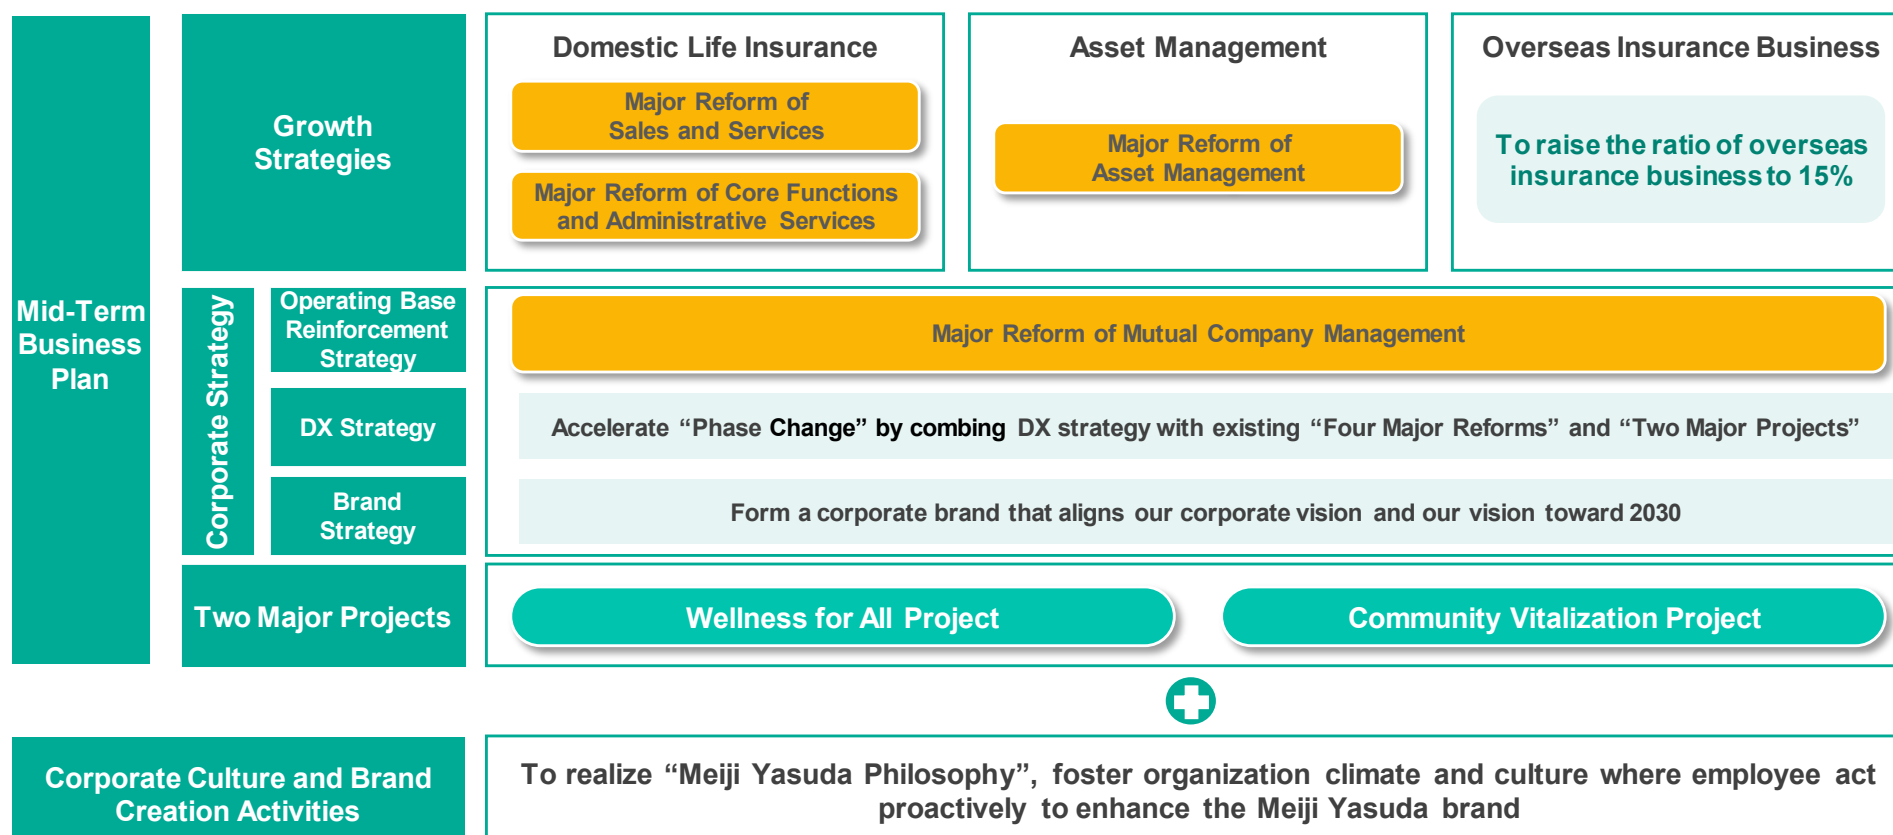 Mid-Term
Business
Plan
Growth
Strategies
Domestic Life Insurance
Major Reform of
Sales and Services
Major Reform of Core Functions
and Administrative Services
Asset Management
Major Reform of
Asset Management
Overseas Insurance Business
To raise the ratio of overseas
insurance business to 15%
Corporate Strategy
Operating Base
Reinforcement
Strategy
Major Reform of Mutual Company Management
DX Strategy
Accelerate “Phase Change” by combing DX strategy with existing “Four Major Reforms” and “Two Major Projects”
Brand
Strategy
Form a corporate brand that aligns our corporate vision and our vision toward 2030
Two Major Projects
Wellness for All Project
Community Vitalization Project
Corporate Culture and Brand
Creation Activities
To realize “Meiji Yasuda Philosophy”, foster organization climate and culture where employee act
proactively to enhance the Meiji Yasuda brand